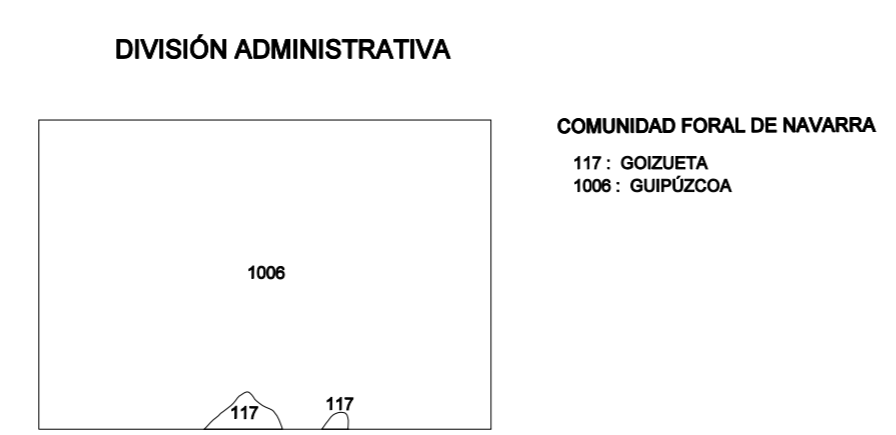 DIVISIÓN ADMINISTRATIVA
COMUNIDAD FORAL DE NAVARRA
117 : GOIZUETA
1006 : GUIPÚZCOA
1006
117
117